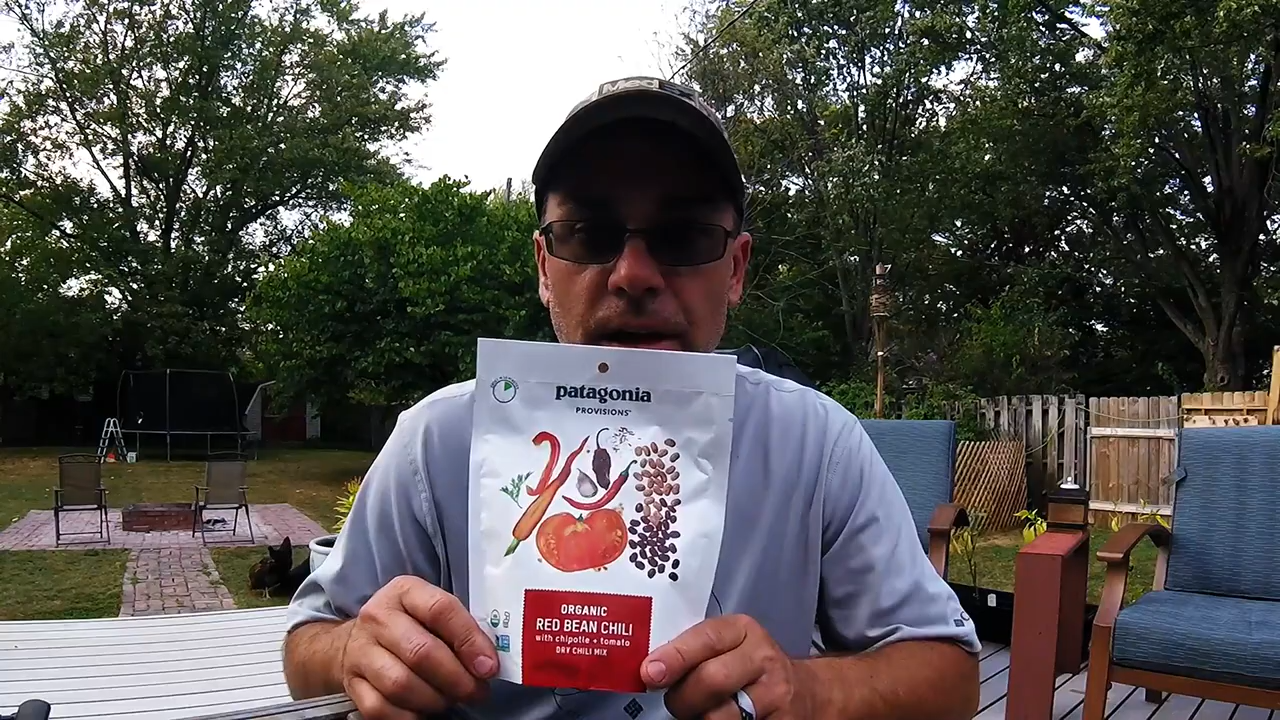 patagonia
PROVISIONS
ORGANIC
RED BEAN CHILI
with chipotle + tomato
DRY CHILI MIX